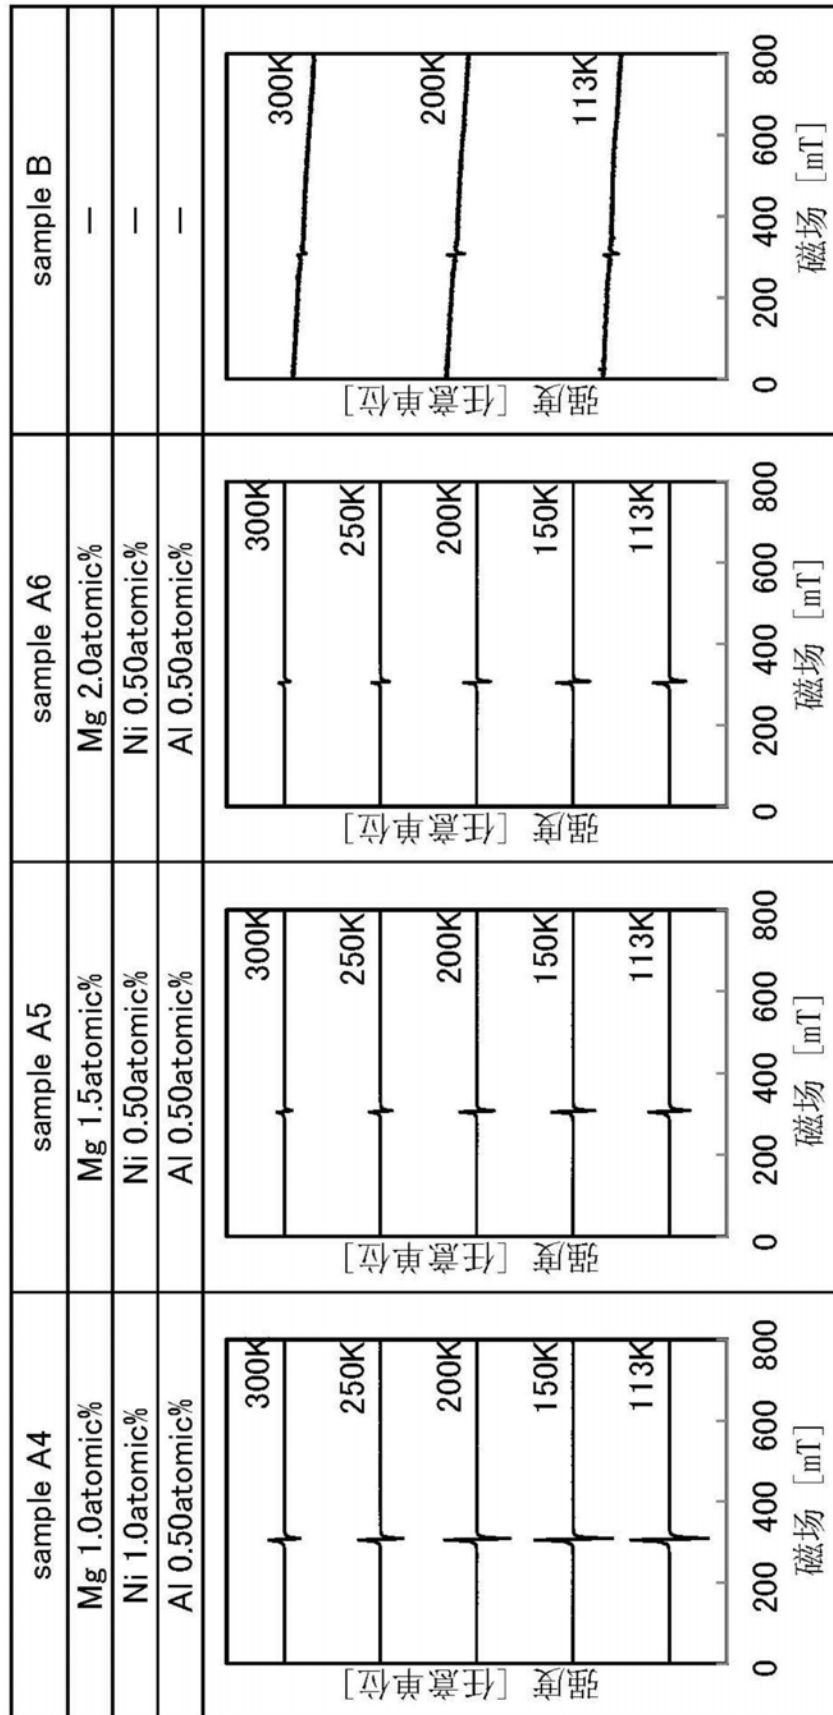 sample A4
Mg 1.0atomic%
Ni 1.0atomic%
Al 0.50atomic%
强度 [任意单位]
300K
250K
200K
150K
113K
0 200 400 600 800
磁场 [mT]
sample A5
Mg 1.5atomic%
Ni 0.50atomic%
Al 0.50atomic%
强度 [任意单位]
300K
250K
200K
150K
113K
0 200 400 600 800
磁场 [mT]
sample A6
Mg 2.0atomic%
Ni 0.50atomic%
Al 0.50atomic%
强度 [任意单位]
300K
250K
200K
150K
113K
0 200 400 600 800
磁场 [mT]
sample B
–
–
–
强度 [任意单位]
300K
200K
113K
0 200 400 600 800
磁场 [mT]